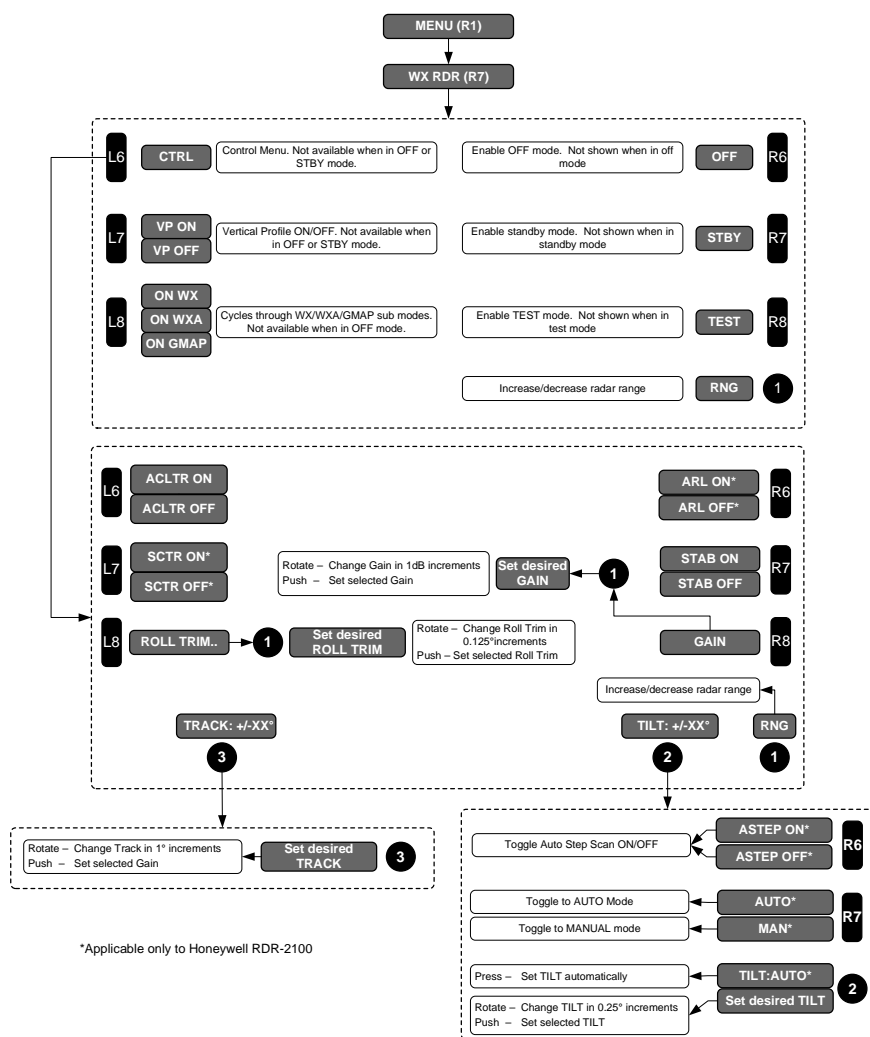 MENU (R1)
WX RDR (R7)
L6
CTRL
Control Menu. Not available when in OFF or
STBY mode.
Enable OFF mode. Not shown when in off
mode
OFF
R6
L7
VP ON
VP OFF
Vertical Profile ON/OFF. Not available when
in OFF or STBY mode.
Enable standby mode. Not shown when in
standby mode
STBY
R7
L8
ON WX
ON WXA
ON GMAP
Cycles through WX/WXA/GMAP sub modes.
Not available when in OFF mode.
Enable TEST mode. Not shown when in
test mode
TEST
R8
Increase/decrease radar range
RNG
1
L6
ACLTR ON
ACLTR OFF
ARL ON*
ARL OFF*
R6
L7
SCTR ON*
SCTR OFF*
Rotate – Change Gain in 1dB increments
Push – Set selected Gain
Set desired
GAIN
1
STAB ON
STAB OFF
R7
L8
ROLL TRIM..
1
Set desired
ROLL TRIM
Rotate – Change Roll Trim in
0.125°increments
Push – Set selected Roll Trim
GAIN
R8
Increase/decrease radar range
TRACK: +/-XX°
TILT: +/-XX°
RNG
3
2
1
Rotate – Change Track in 1° increments
Push – Set selected Gain
Set desired
TRACK
3
Toggle Auto Step Scan ON/OFF
ASTEP ON*
ASTEP OFF*
R6
Toggle to AUTO Mode
AUTO*
Toggle to MANUAL mode
MAN*
R7
*Applicable only to Honeywell RDR-2100
Press – Set TILT automatically
TILT:AUTO*
Rotate – Change TILT in 0.25° increments
Push – Set selected TILT
Set desired TILT
2